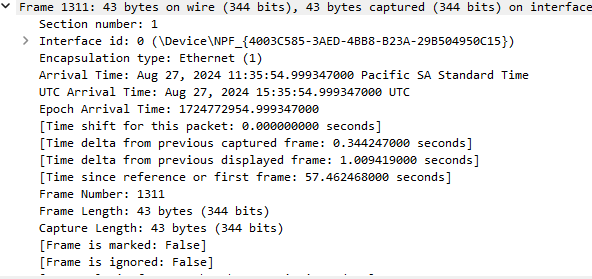 Frame 1311: 43 bytes on wire (344 bits), 43 bytes captured (344 bits) on interface
Section number: 1
Interface id: 0 (\Device\NPF_{4003C585-3AED-4BB8-B23A-29B504950C15})
Encapsulation type: Ethernet (1)
Arrival Time: Aug 27, 2024 11:35:54.999347000 Pacific SA Standard Time
UTC Arrival Time: Aug 27, 2024 15:35:54.999347000 UTC
Epoch Arrival Time: 1724772954.999347000
[Time shift for this packet: 0.000000000 seconds]
[Time delta from previous captured frame: 0.344247000 seconds]
[Time delta from previous displayed frame: 1.009419000 seconds]
[Time since reference or first frame: 57.462468000 seconds]
Frame Number: 1311
Frame Length: 43 bytes (344 bits)
Capture Length: 43 bytes (344 bits)
[Frame is marked: False]
[Frame is ignored: False]